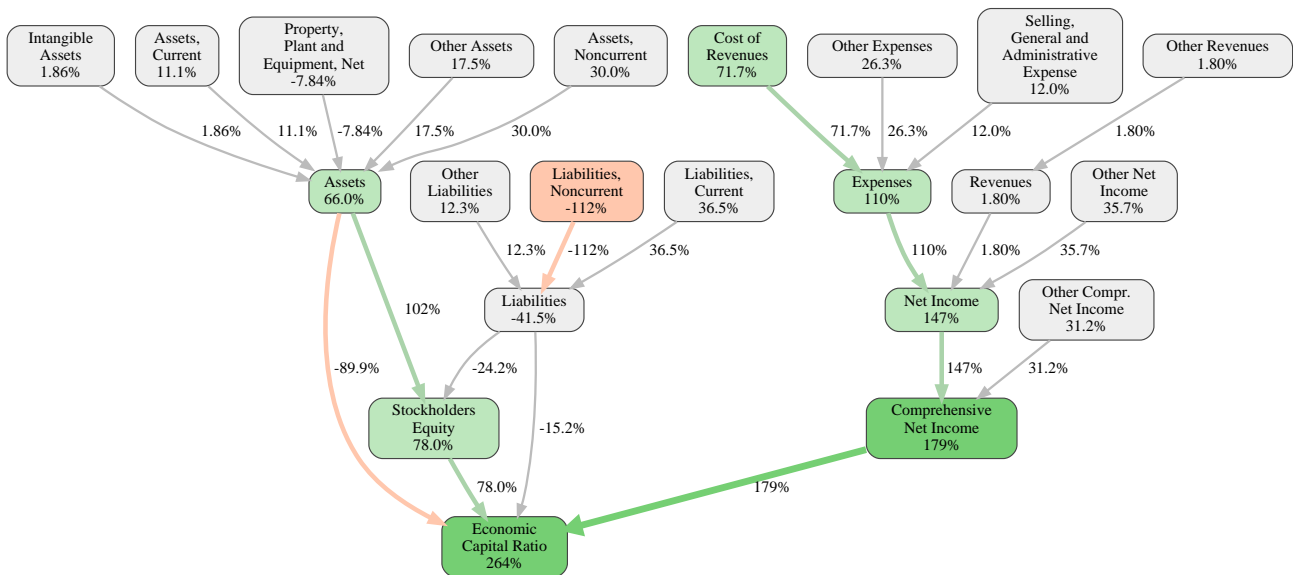 Intangible
Assets
1.86%
Assets,
Current
11.1%
Property,
Plant and
Equipment, Net
-7.84%
Other Assets
17.5%
Assets,
Noncurrent
30.0%
Cost of
Revenues
71.7%
Other Expenses
26.3%
Selling,
General and
Administrative
Expense
12.0%
Other Revenues
1.80%
1.86%
11.1%
-7.84%
17.5%
30.0%
71.7%
26.3%
12.0%
1.80%
Assets
66.0%
Other
Liabilities
12.3%
Liabilities,
Noncurrent
-112%
Liabilities,
Current
36.5%
Expenses
110%
Revenues
1.80%
Other Net
Income
35.7%
12.3%
-112%
36.5%
110%
1.80%
35.7%
102%
Liabilities
-41.5%
Net Income
147%
Other Compr.
Net Income
31.2%
-89.9%
-24.2%
147%
31.2%
Stockholders
Equity
78.0%
-15.2%
Comprehensive
Net Income
179%
78.0%
179%
Economic
Capital Ratio
264%